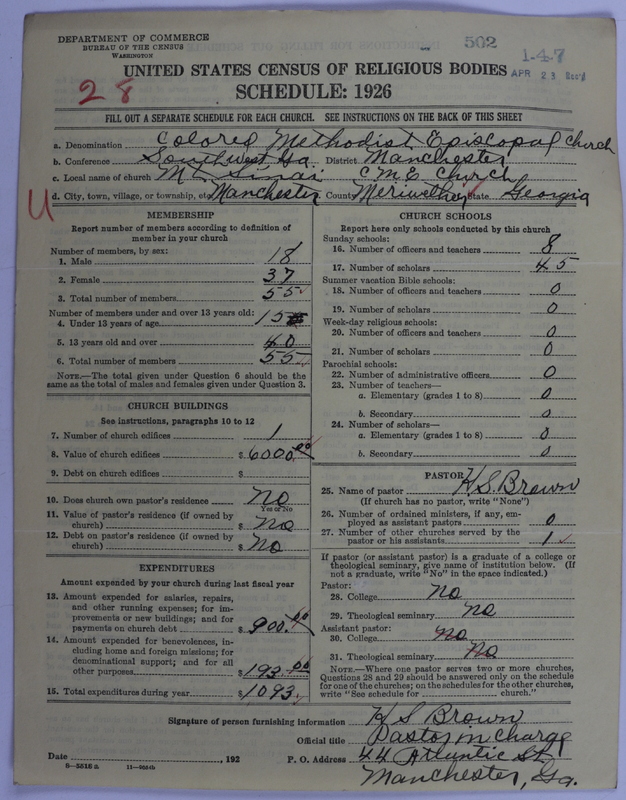 DEPARTMENT OF COMMERCE
BUREAU OF THE CENSUS
WASHINGTON
502
1-4-7
APR 23 Rec'd
28
UNITED STATES CENSUS OF RELIGIOUS BODIES
SCHEDULE: 1926
FILL OUT A SEPARATE SCHEDULE FOR EACH CHURCH. SEE INSTRUCTIONS ON THE BACK OF THIS SHEET
a. Denomination Colored Methodist Episcopal Church
b. Conference Southwest Ga. District Manchester
c. Local name of church Mt Sinai C M E Church
U
d. City, town, village, or township, etc. Manchester County Meriwether State Georgia
MEMBERSHIP
Report number of members according to definition of
member in your church
Number of members, by sex:
1. Male 18
2. Female 37
3. Total number of members 55
Number of members under and over 13 years old:
4. Under 13 years of age 15
5. 13 years old and over 40
6. Total number of members 55
NOTE.—The total given under Question 6 should be
same as the total of males and females given under Question 3.
CHURCH BUILDINGS
See instructions, paragraphs 10 to 12
7. Number of church edifices 1
8. Value of church edifices $ 6000.00
9. Debt on church edifices $
10. Does church own pastor's residence No
Yes or No
11. Value of pastor's residence (if owned by
church) $ No
12. Debt on pastor's residence (if owned by
church) $ No
EXPENDITURES
Amount expended by your church during last fiscal year
13. Amount expended for salaries, repairs,
and other running expenses; for im-
provements or new buildings; and for
payments on church debt $ 900.00
14. Amount expended for benevolences, in-
cluding home and foreign missions; for
denominational support; and for all
other purposes $ 193.00
15. Total expenditures during year $ 1093.
CHURCH SCHOOLS
Report here only schools conducted by this church
Sunday schools:
16. Number of officers and teachers 8
17. Number of scholars 45
Summer vacation Bible schools:
18. Number of officers and teachers 0
19. Number of scholars 0
Week-day religious schools:
20. Number of officers and teachers 0
21. Number of scholars 0
Parochial schools:
22. Number of administrative officers 0
23. Number of teachers—
a. Elementary (grades 1 to 8) 0
b. Secondary 0
24. Number of scholars—
a. Elementary (grades 1 to 8) 0
b. Secondary 0
PASTOR
25. Name of pastor K S. Brown
(If church has no pastor, write "None")
26. Number of ordained ministers, if any, em-
ployed as assistant pastors 0
27. Number of other churches served by the
pastor or his assistants 1
If pastor (or assistant pastor) is a graduate of a college or
theological seminary, give name of institution below. (If
not a graduate, write "No" in the space indicated.)
Pastor:
28. College No
29. Theological seminary No
Assistant pastor:
30. College No
31. Theological seminary No
NOTE.—Where one pastor serves two or more churches,
Questions 28 and 29 should be answered only on the schedule
for one of the churches; on the schedules for the other churches,
write "See schedule for church."
Signature of person furnishing information K S Brown
Official title Pastor in charge
Date , 192 P. O. Address 44 Atlantic St
Manchester, Ga.